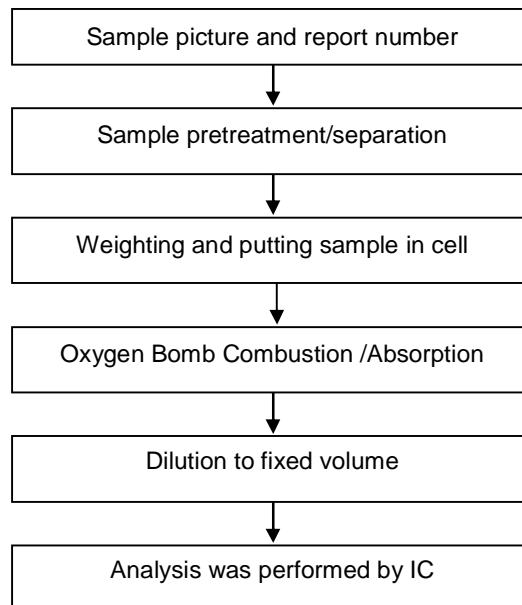 Sample picture and report number
Sample pretreatment/separation
Weighting and putting sample in cell
Oxygen Bomb Combustion /Absorption
Dilution to fixed volume
Analysis was performed by IC